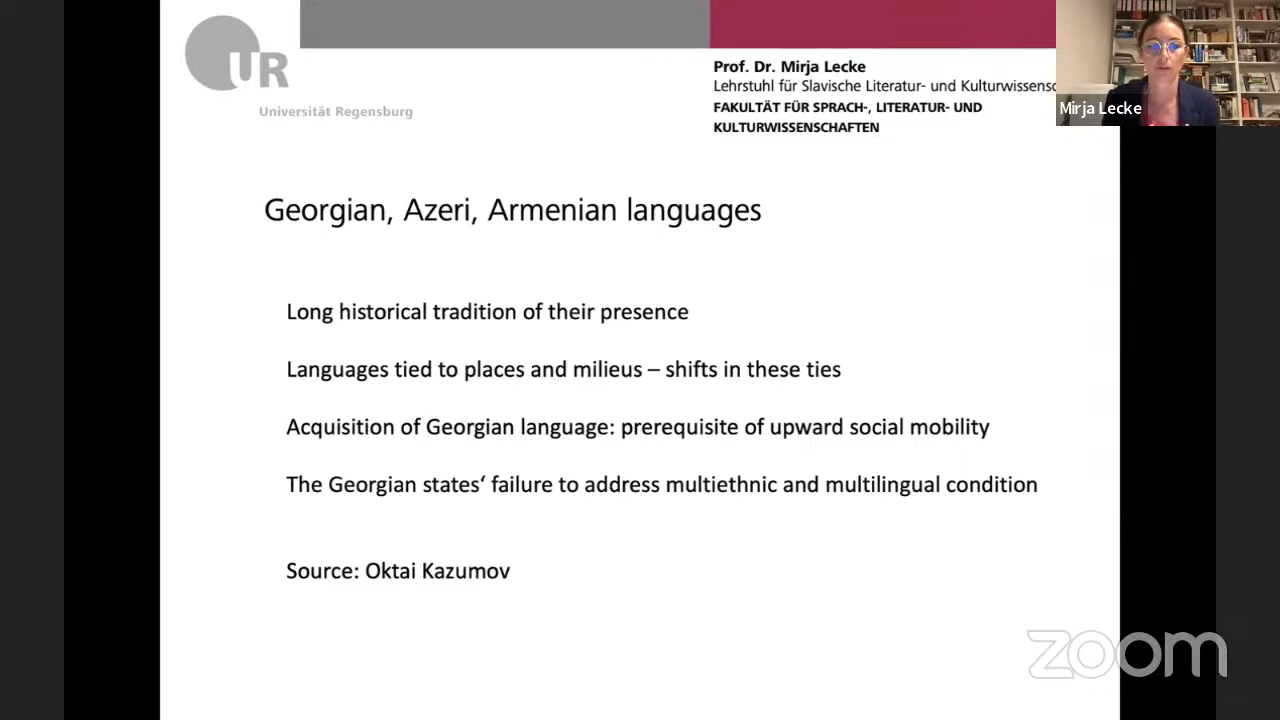 UR
Universität Regensburg
Prof. Dr. Mirja Lecke
Lehrstuhl für Slavische Literatur- und Kulturwissensc
FAKULTÄT FÜR SPRACH-, LITERATUR- UND
KULTURWISSENSCHAFTEN
Mirja Lecke
Georgian, Azeri, Armenian languages
Long historical tradition of their presence
Languages tied to places and milieus – shifts in these ties
Acquisition of Georgian language: prerequisite of upward social mobility
The Georgian states‘ failure to address multiethnic and multilingual condition
Source: Oktai Kazumov
zoom